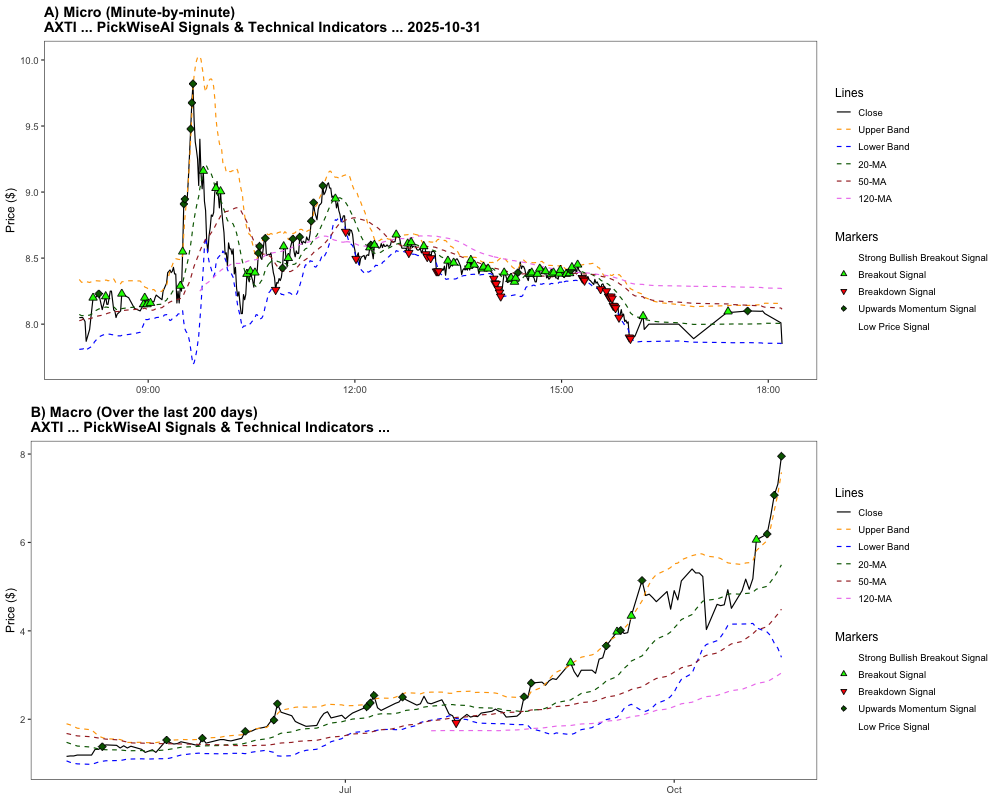 A) Micro (Minute-by-minute)
AXTI ... PickWiseAI Signals & Technical Indicators ... 2025-10-31
Price ($)
10.0
9.5
9.0
8.5
8.0
09:00
12:00
15:00
18:00
Lines
Close
Upper Band
Lower Band
20-MA
50-MA
120-MA
Markers
Strong Bullish Breakout Signal
Breakout Signal
Breakdown Signal
Upwards Momentum Signal
Low Price Signal
B) Macro (Over the last 200 days)
AXTI ... PickWiseAI Signals & Technical Indicators ...
Price ($)
8
6
4
2
Jul
Oct
Lines
Close
Upper Band
Lower Band
20-MA
50-MA
120-MA
Markers
Strong Bullish Breakout Signal
Breakout Signal
Breakdown Signal
Upwards Momentum Signal
Low Price Signal